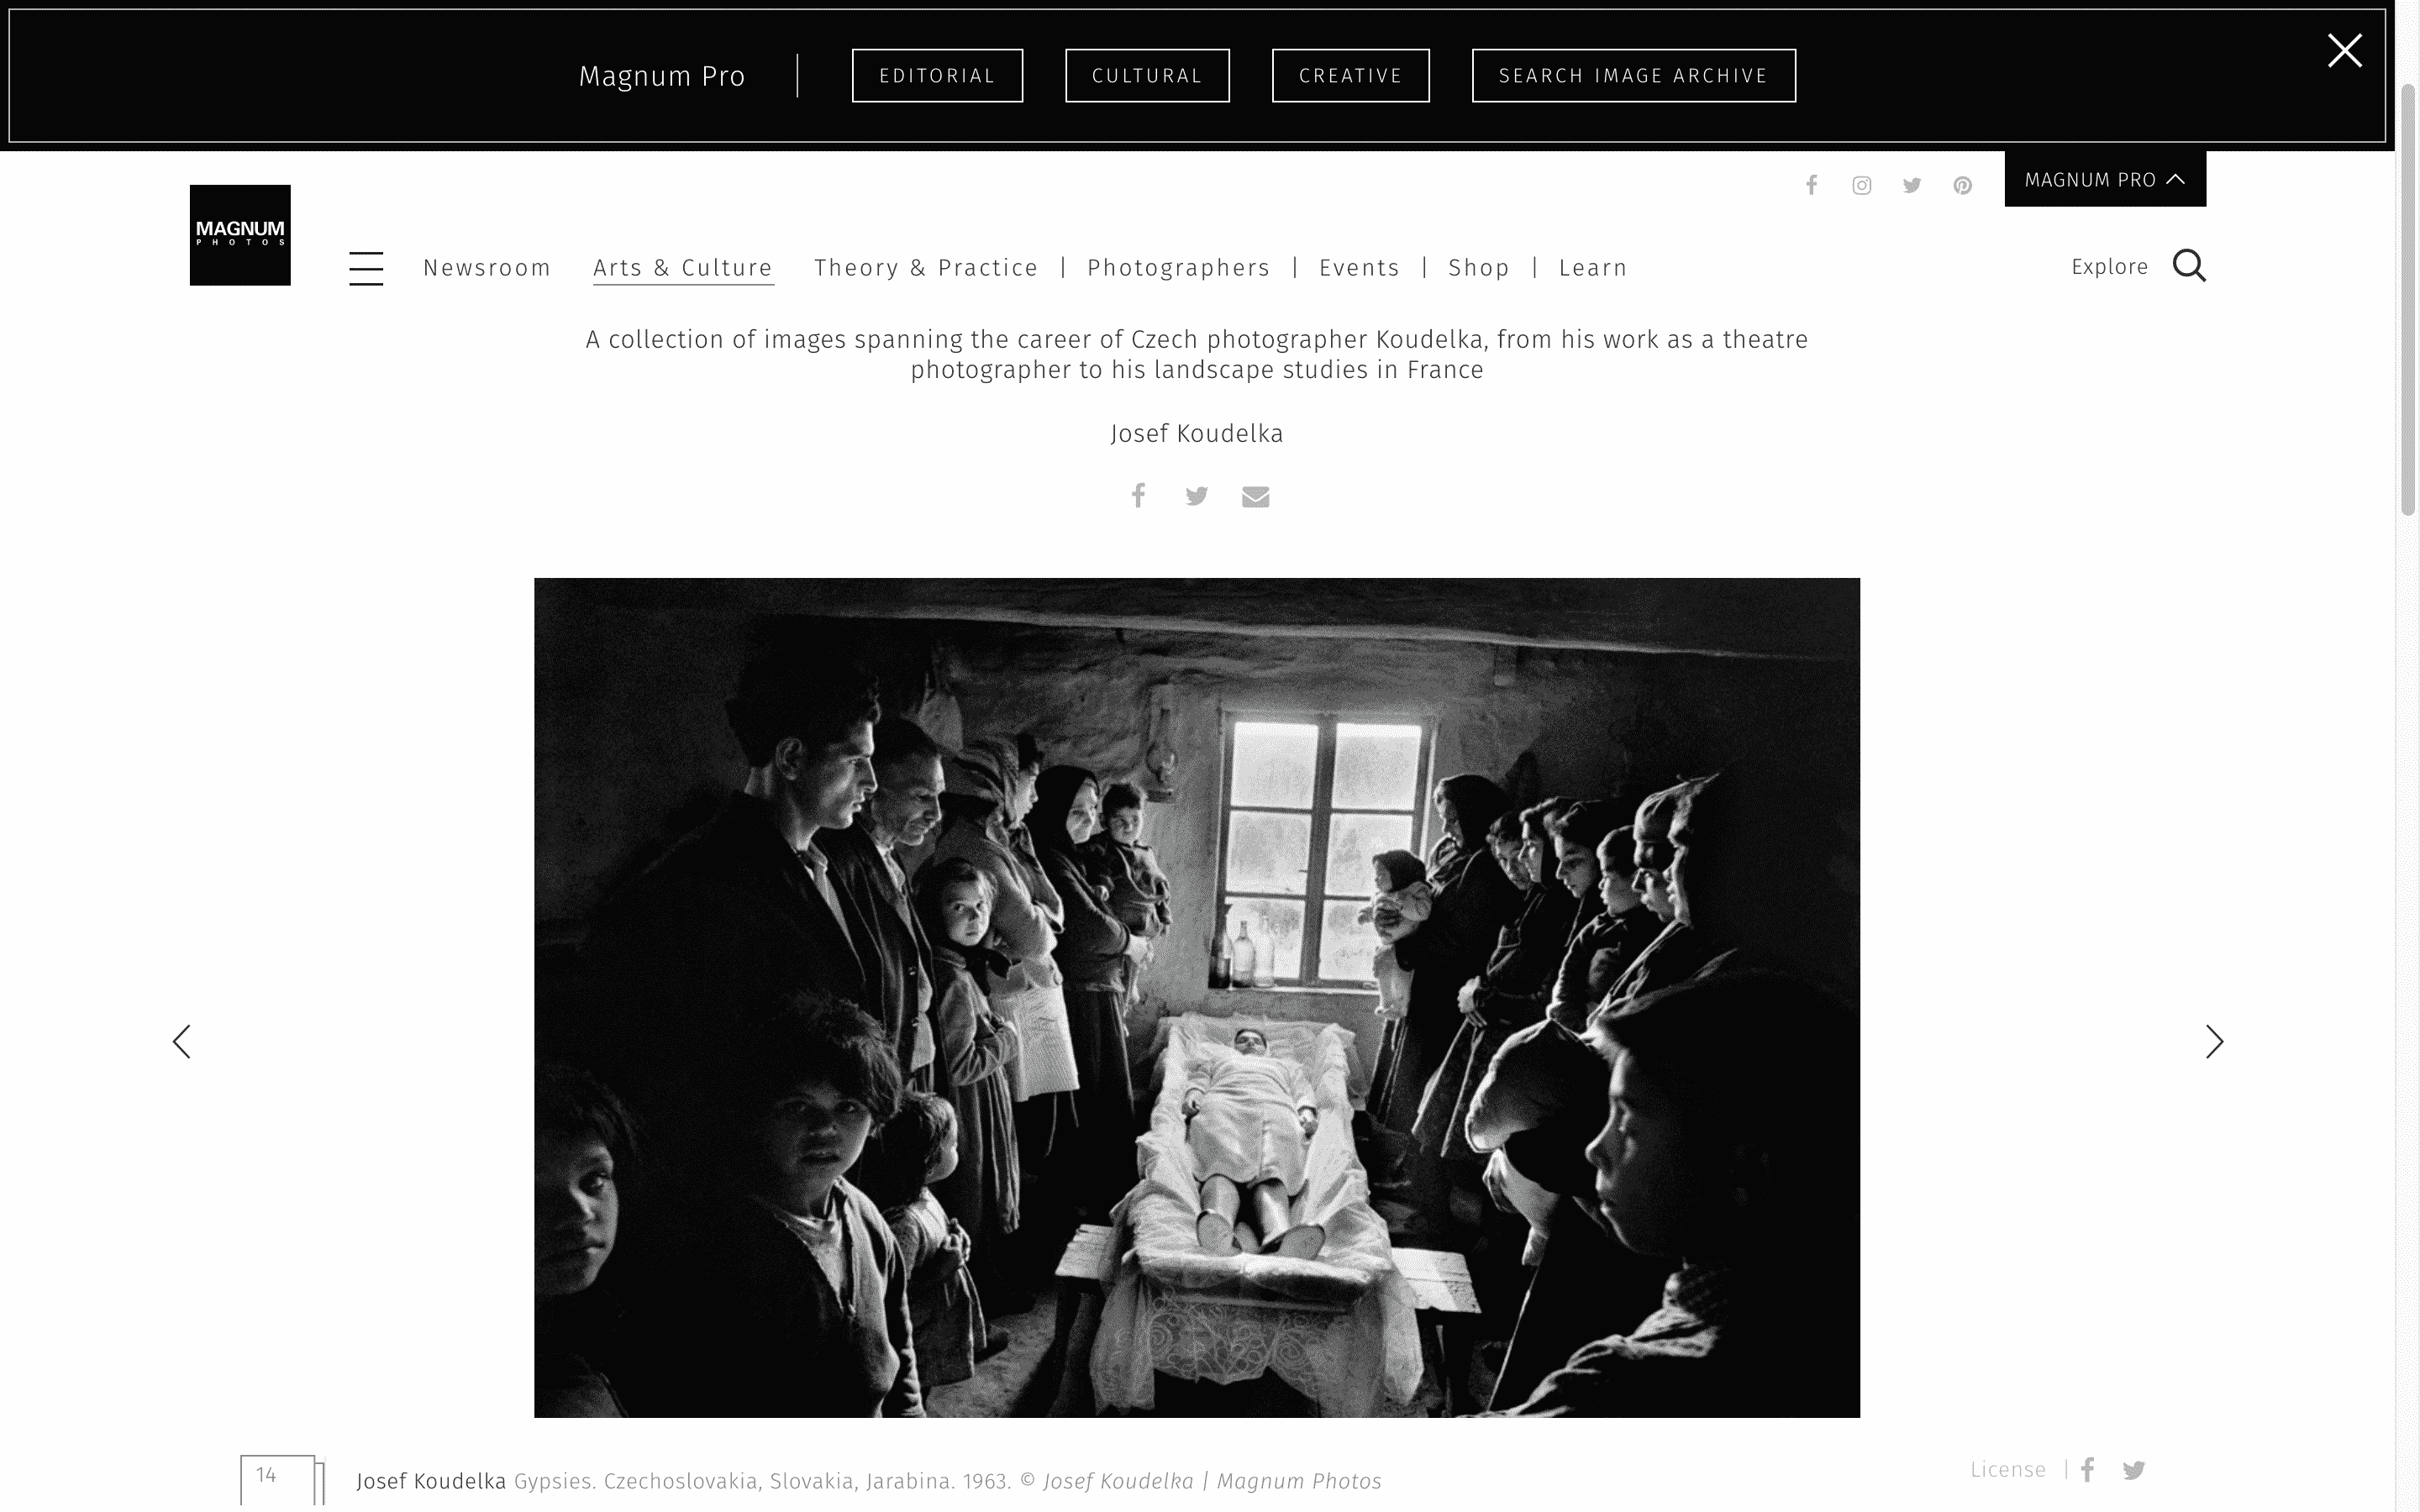 Magnum Pro
EDITORIAL
CULTURAL
CREATIVE
SEARCH IMAGE ARCHIVE
MAGNUM PRO
MAGNUM
PHOTOS
Newsroom
Arts & Culture
Theory & Practice | Photographers | Events | Shop | Learn
Explore
A collection of images spanning the career of Czech photographer Koudelka, from his work as a theatre
photographer to his landscape studies in France
Josef Koudelka
14
Josef Koudelka Gypsies. Czechoslovakia, Slovakia, Jarabina. 1963. © Josef Koudelka | Magnum Photos
License |